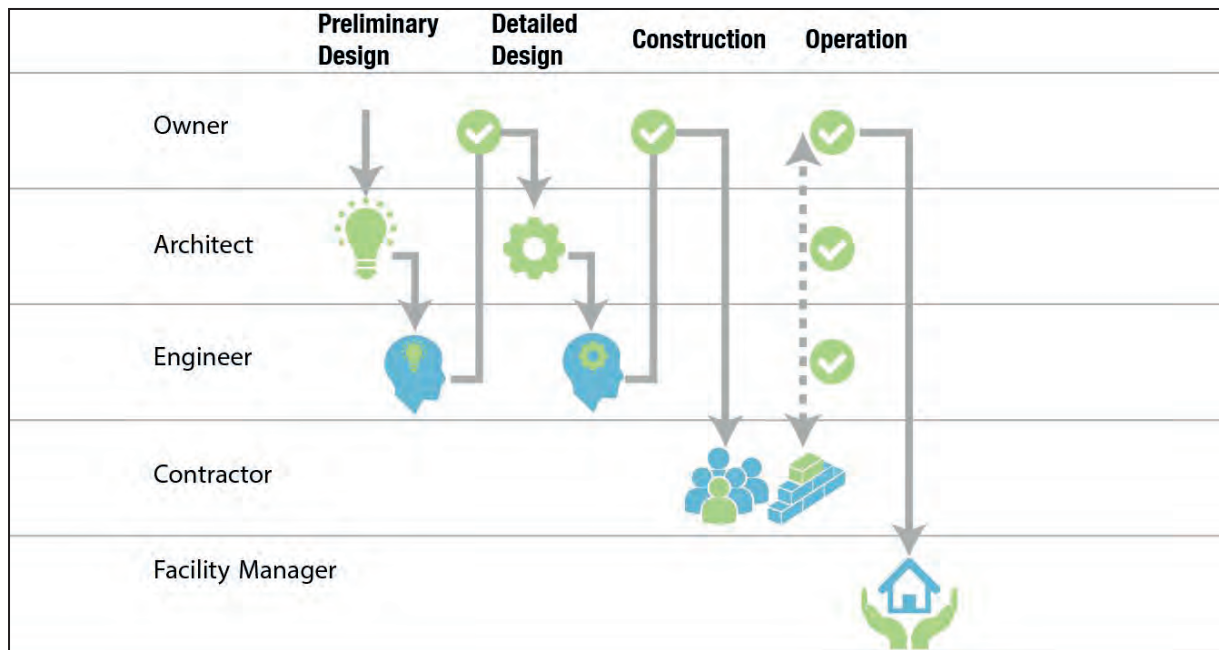 Preliminary
Design
Detailed
Design
Construction
Operation
Owner
Architect
Engineer
Contractor
Facility Manager